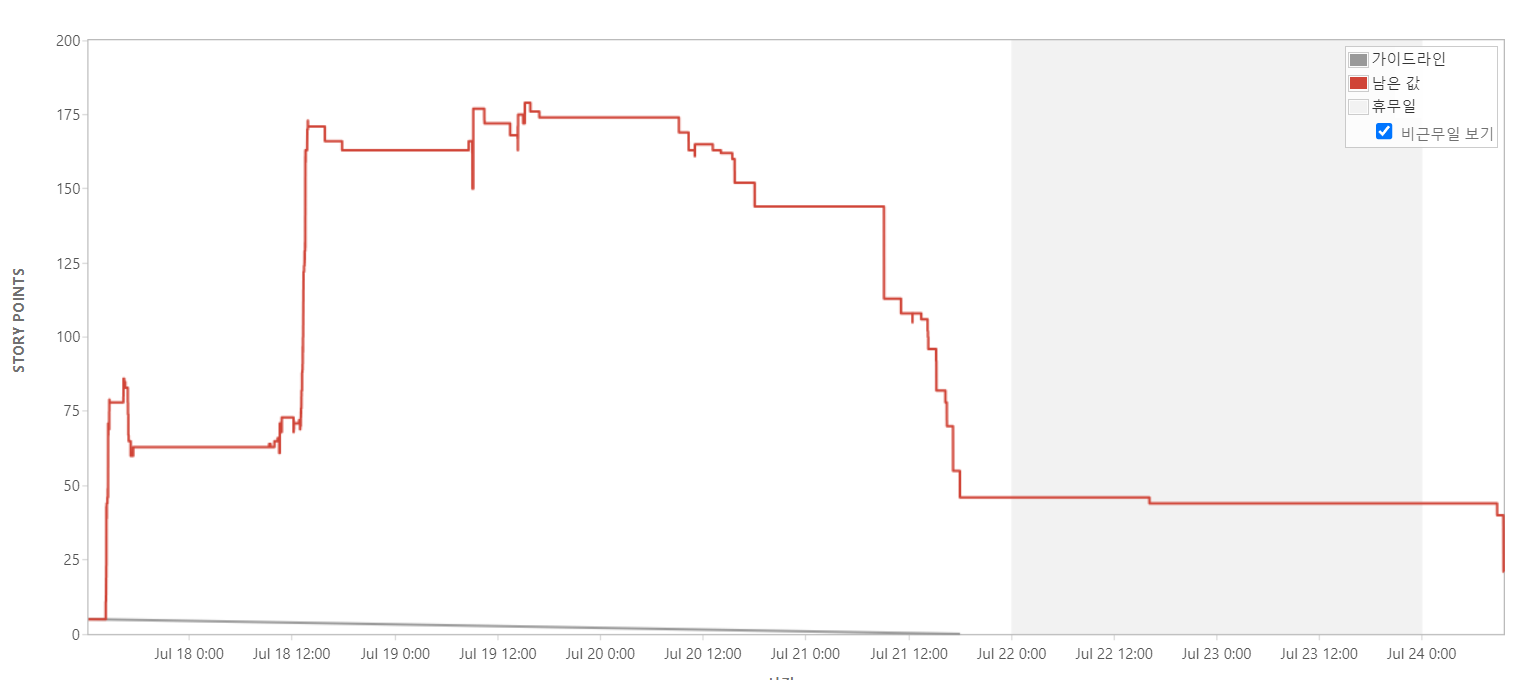 200
175
150
125
100
75
50
25
0
STORY POINTS
가이드라인
남은 값
휴무일
비근무일 보기
Jul 18 0:00
Jul 18 12:00
Jul 19 0:00
Jul 19 12:00
Jul 20 0:00
Jul 20 12:00
Jul 21 0:00
Jul 21 12:00
Jul 22 0:00
Jul 22 12:00
Jul 23 0:00
Jul 23 12:00
Jul 24 0:00